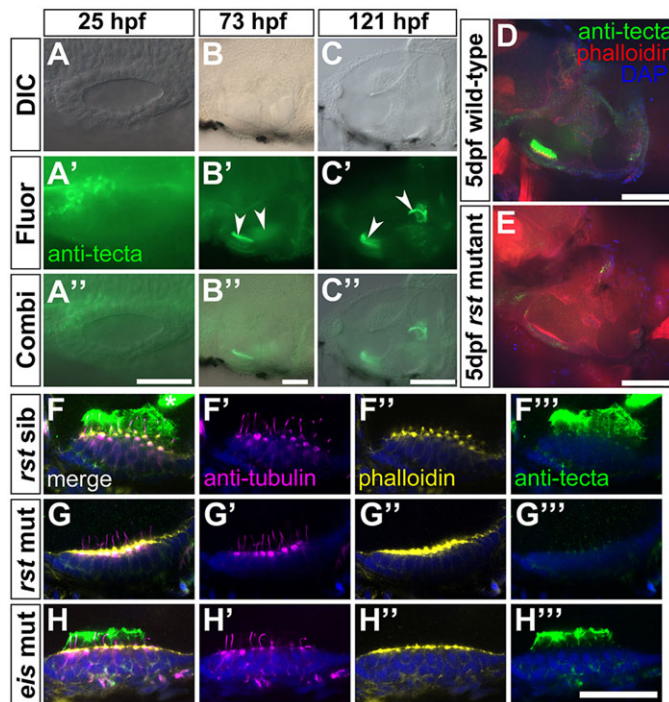 25 hpf 73 hpf 121 hpf
DIC
A B C
Fluor
A' B' C'
anti-tecta
Combi
A'' B'' C''
5dpf wild-type
D
anti-tecta
phalloidin
DAPI
5dpf rst mutant
E
rst sib
F F' F'' F'''
*
merge anti-tubulin phalloidin anti-tecta
rst mut
G G' G'' G'''
eis mut
H H' H'' H'''